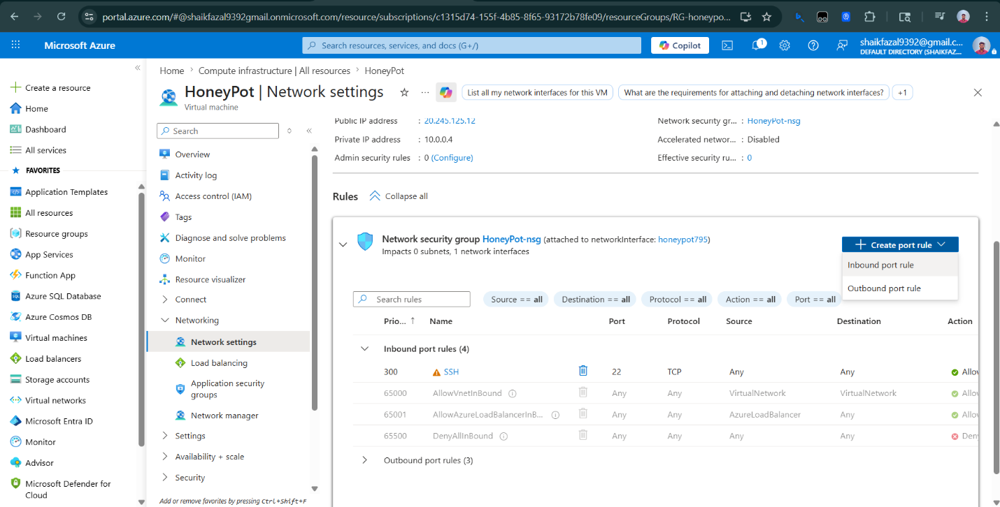 portal.azure.com/#@shaikfazal9392gmail.onmicrosoft.com/resource/subscriptions/c1315d74-155f-4b85-8f65-93172b78fe09/resourceGroups/RG-honeypo...
Microsoft Azure
Search resources, services, and docs (G+/)
Copilot
1
shaikfazal9392@gmail.c...
DEFAULT DIRECTORY (SHAIKFAZ...
Create a resource
Home
Dashboard
All services
FAVORITES
Application Templates
All resources
Resource groups
App Services
Function App
Azure SQL Database
Azure Cosmos DB
Virtual machines
Load balancers
Storage accounts
Virtual networks
Microsoft Entra ID
Monitor
Advisor
Microsoft Defender for
Cloud
Home > Compute infrastructure | All resources > HoneyPot
HoneyPot | Network settings
Virtual machine
List all my network interfaces for this VM
What are the requirements for attaching and detaching network interfaces?
+1
Search
Overview
Activity log
Access control (IAM)
Tags
Diagnose and solve problems
Monitor
Resource visualizer
Connect
Networking
Network settings
Load balancing
Application security
groups
Network manager
Settings
Availability + scale
Security
Add or remove favorites by pressing Ctrl+Shift+F
Public IP address : 20.245.125.12
Private IP address : 10.0.0.4
Admin security rules : 0 (Configure)
Network security gr... : HoneyPot-nsg
Accelerated networ... : Disabled
Effective security ru... : 0
Rules Collapse all
Network security group HoneyPot-nsg (attached to networkInterface: honeypot795)
Impacts 0 subnets, 1 network interfaces
Create port rule
Inbound port rule
Outbound port rule
Search rules
Source == all
Destination == all
Protocol == all
Action == all
Port == all
Prio... ↑ Name Port Protocol Source Destination Action
Inbound port rules (4)
300 SSH 22 TCP Any Any Allow
65000 AllowVnetInBound Any Any VirtualNetwork VirtualNetwork Allow
65001 AllowAzureLoadBalancerInB... Any Any AzureLoadBalancer Any Allow
65500 DenyAllInBound Any Any Any Any Deny
Outbound port rules (3)